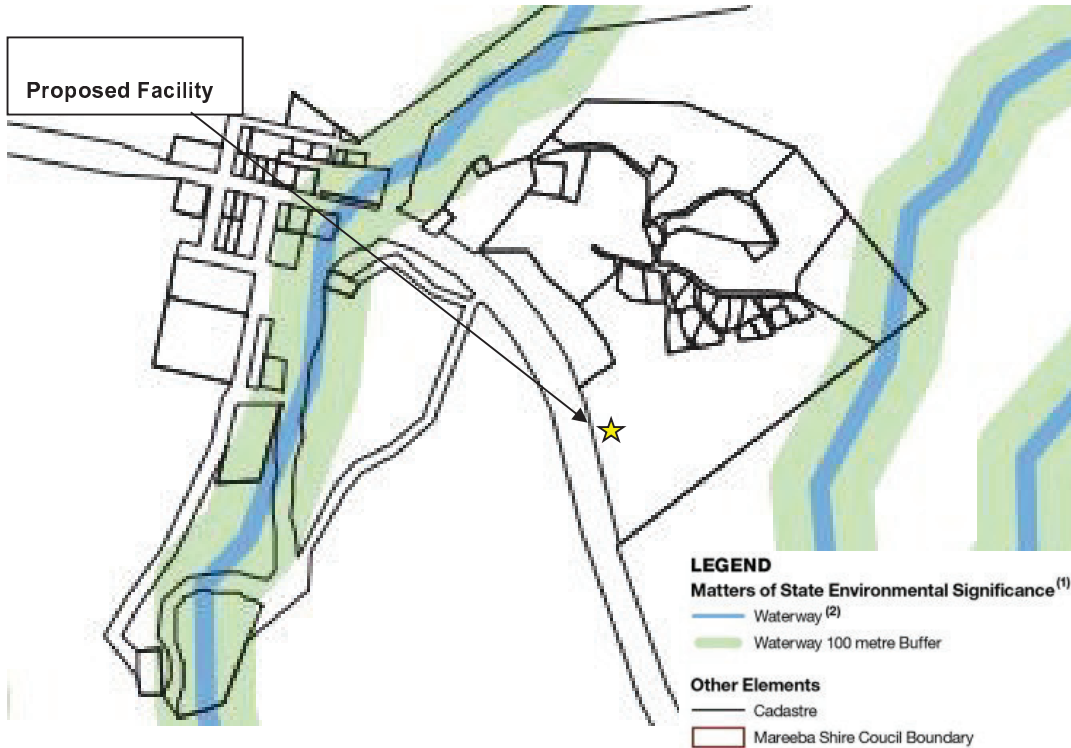 Proposed Facility
LEGEND
Matters of State Environmental Significance (1)
Waterway (2)
Waterway 100 metre Buffer
Other Elements
Cadastre
Mareeba Shire Coucil Boundary